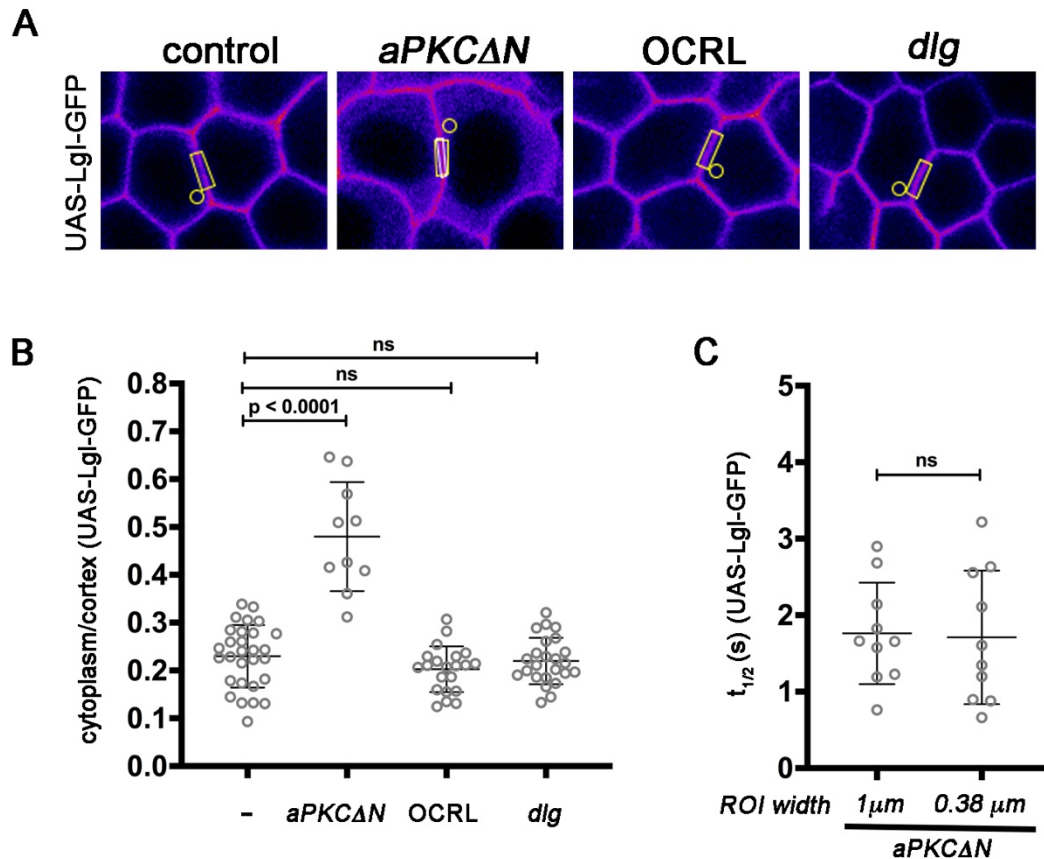 A
control aPKCΔN OCRL dlg
UAS-Lgl-GFP
B
ns
ns
p < 0.0001
cytoplasm/cortex (UAS-Lgl-GFP)
0.8
0.7
0.6
0.5
0.4
0.3
0.2
0.1
0.0
– aPKCΔN OCRL dlg
C
ns
t1/2(s) (UAS-Lgl-GFP)
5
4
3
2
1
0
ROI width 1μm 0.38 μm
aPKCΔN